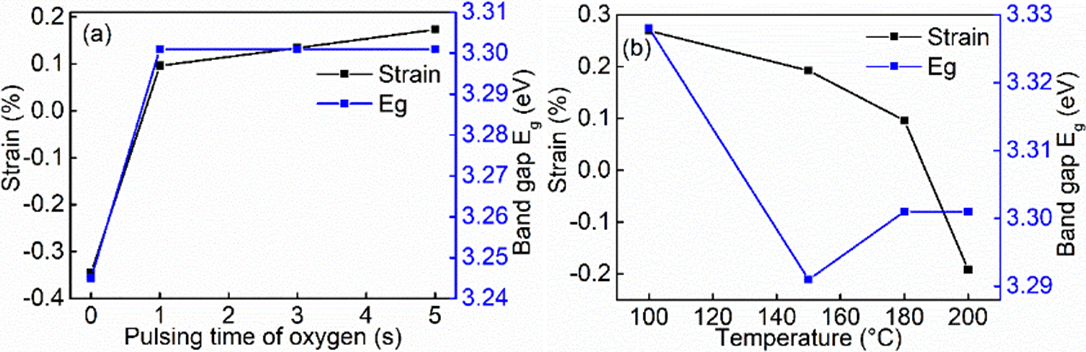 (a)
Strain
Eg
0.2
0.1
0.0
-0.1
-0.2
-0.3
-0.4
Strain (%)
3.31
3.30
3.29
3.28
3.27
3.26
3.25
3.24
Band gap Eg (eV)
0 1 2 3 4 5
Pulsing time of oxygen (s)
(b)
Strain
Eg
0.3
0.2
0.1
0.0
-0.1
-0.2
Strain (%)
3.33
3.32
3.31
3.30
3.29
Band gap Eg (eV)
100 120 140 160 180 200
Temperature (°C)